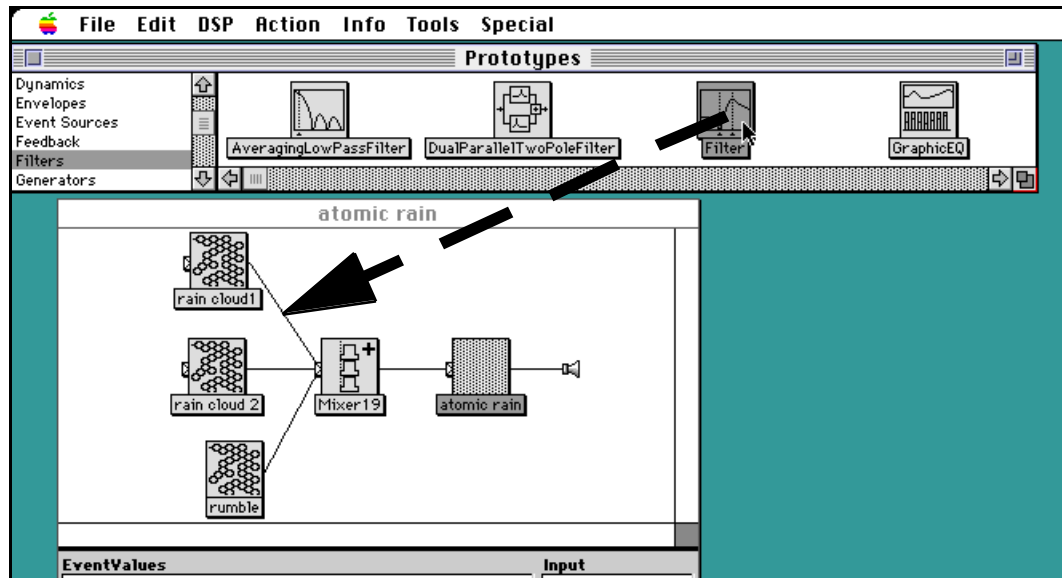 File Edit DSP Action Info Tools Special
Prototypes
Dynamics
Envelopes
Event Sources
Feedback
Filters
Generators
AveragingLowPassFilter
DualParallelTwoPoleFilter
Filter
GraphicEQ
atomic rain
rain cloud1
rain cloud 2
Mixer19
atomic rain
rumble
EventValues
Input